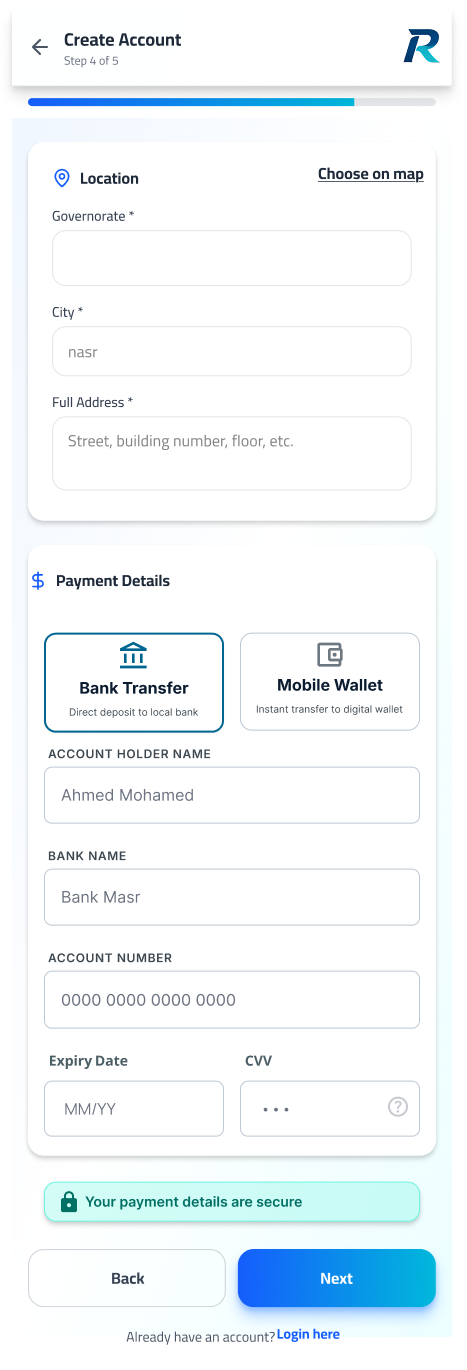 Create Account
Step 4 of 5
Location
Choose on map
Governorate *
City *
nasr
Full Address *
Street, building number, floor, etc.
Payment Details
Bank Transfer
Direct deposit to local bank
Mobile Wallet
Instant transfer to digital wallet
ACCOUNT HOLDER NAME
Ahmed Mohamed
BANK NAME
Bank Masr
ACCOUNT NUMBER
0000 0000 0000 0000
Expiry Date
CVV
MM/YY
•••
Your payment details are secure
Back
Next
Already have an account? Login here